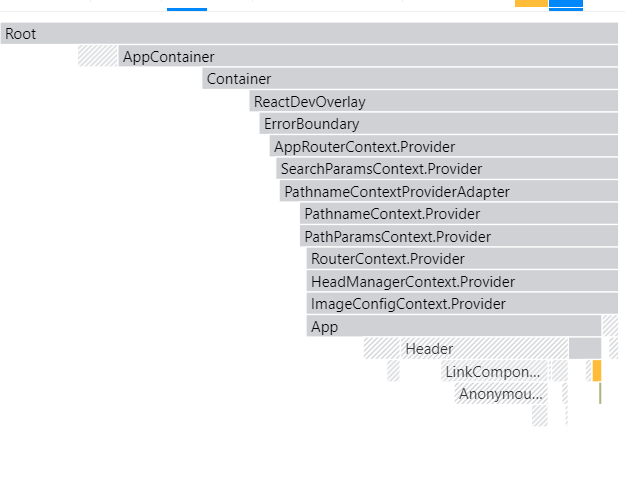 Root
AppContainer
Container
ReactDevOverlay
ErrorBoundary
AppRouterContext.Provider
SearchParamsContext.Provider
PathnameContextProviderAdapter
PathnameContext.Provider
PathParamsContext.Provider
RouterContext.Provider
HeadManagerContext.Provider
ImageConfigContext.Provider
App
Header
LinkCompon...
Anonymou...